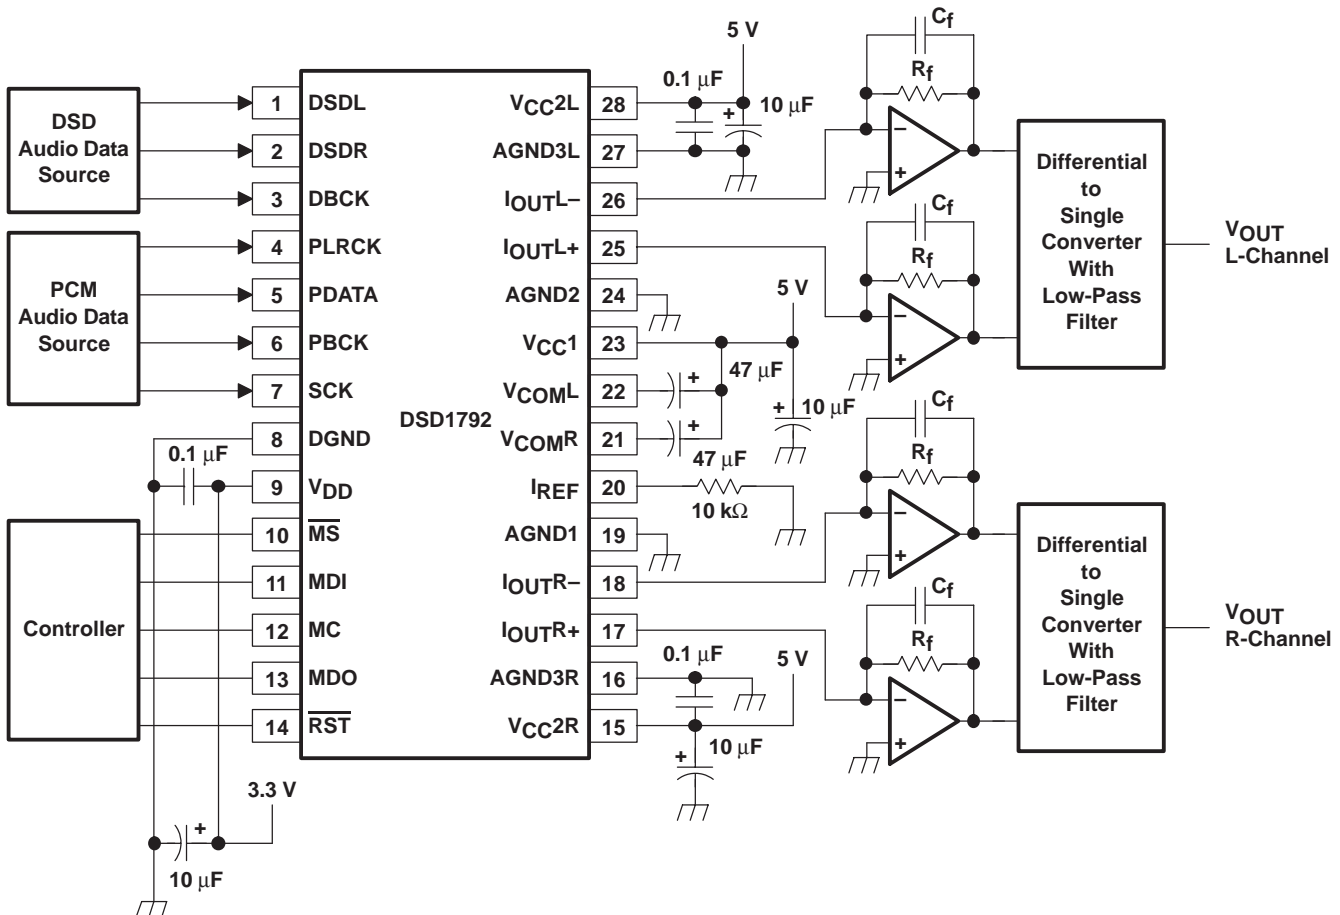 DSD
Audio Data
Source
PCM
Audio Data
Source
Controller
1 DSDL
2 DSDR
3 DBCK
4 PLRCK
5 PDATA
6 PBCK
7 SCK
8 DGND
9 VDD
10 MS
11 MDI
12 MC
13 MDO
14 RST
0.1 μF
3.3 V
+
10 μF
DSD1792
VCC2L 28
AGND3L 27
IOUTL– 26
IOUTL+ 25
AGND2 24
VCC1 23
VCOML 22
VCOMR 21
IREF 20
AGND1 19
IOUTR– 18
IOUTR+ 17
AGND3R 16
VCC2R 15
5 V
0.1 μF
+
10 μF
5 V
47 μF
+
+
47 μF
+
10 μF
10 kΩ
0.1 μF
5 V
10 μF
+
Cf
Rf
–
+
Cf
Rf
–
+
Cf
Rf
–
+
Cf
Rf
–
+
Differential
to
Single
Converter
With
Low-Pass
Filter
VOUT
L-Channel
Differential
to
Single
Converter
With
Low-Pass
Filter
VOUT
R-Channel